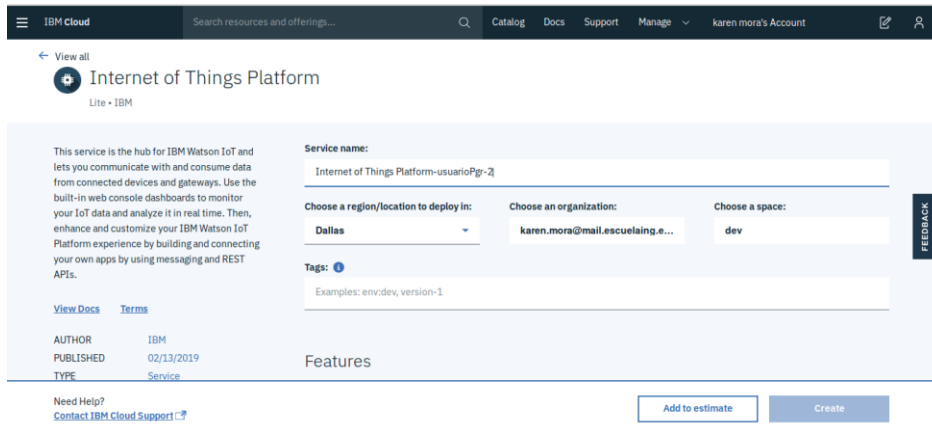 IBM Cloud
Search resources and offerings...
Catalog
Docs
Support
Manage
karen mora's Account
View all
Internet of Things Platform
Lite • IBM
This service is the hub for IBM Watson IoT and
lets you communicate with and consume data
from connected devices and gateways. Use the
built-in web console dashboards to monitor
your IoT data and analyze it in real time. Then,
enhance and customize your IBM Watson IoT
Platform experience by building and connecting
your own apps by using messaging and REST
APIs.
View Docs
Terms
AUTHOR IBM
PUBLISHED 02/13/2019
TYPE Service
Service name:
Internet of Things Platform-usuarioPgr-2
Choose a region/location to deploy in:
Dallas
Choose an organization:
karen.mora@mail.escuelaing.e...
Choose a space:
dev
Tags:
Examples: env:dev, version-1
Features
FEEDBACK
Need Help?
Contact IBM Cloud Support
Add to estimate
Create